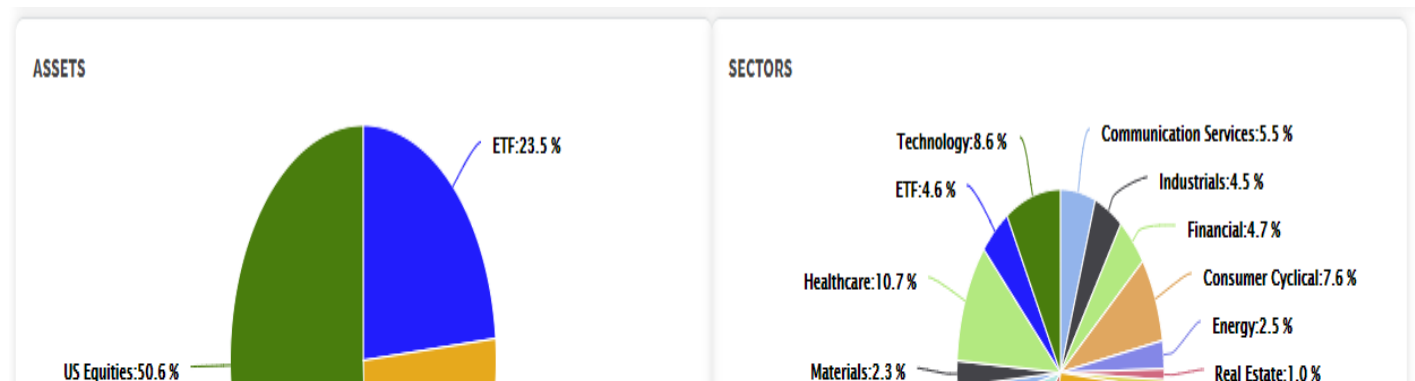 ASSETS
ETF:23.5 %
US Equities:50.6 %
SECTORS
Technology:8.6 %
Communication Services:5.5 %
ETF:4.6 %
Industrials:4.5 %
Financial:4.7 %
Healthcare:10.7 %
Consumer Cyclical:7.6 %
Energy:2.5 %
Materials:2.3 %
Real Estate:1.0 %